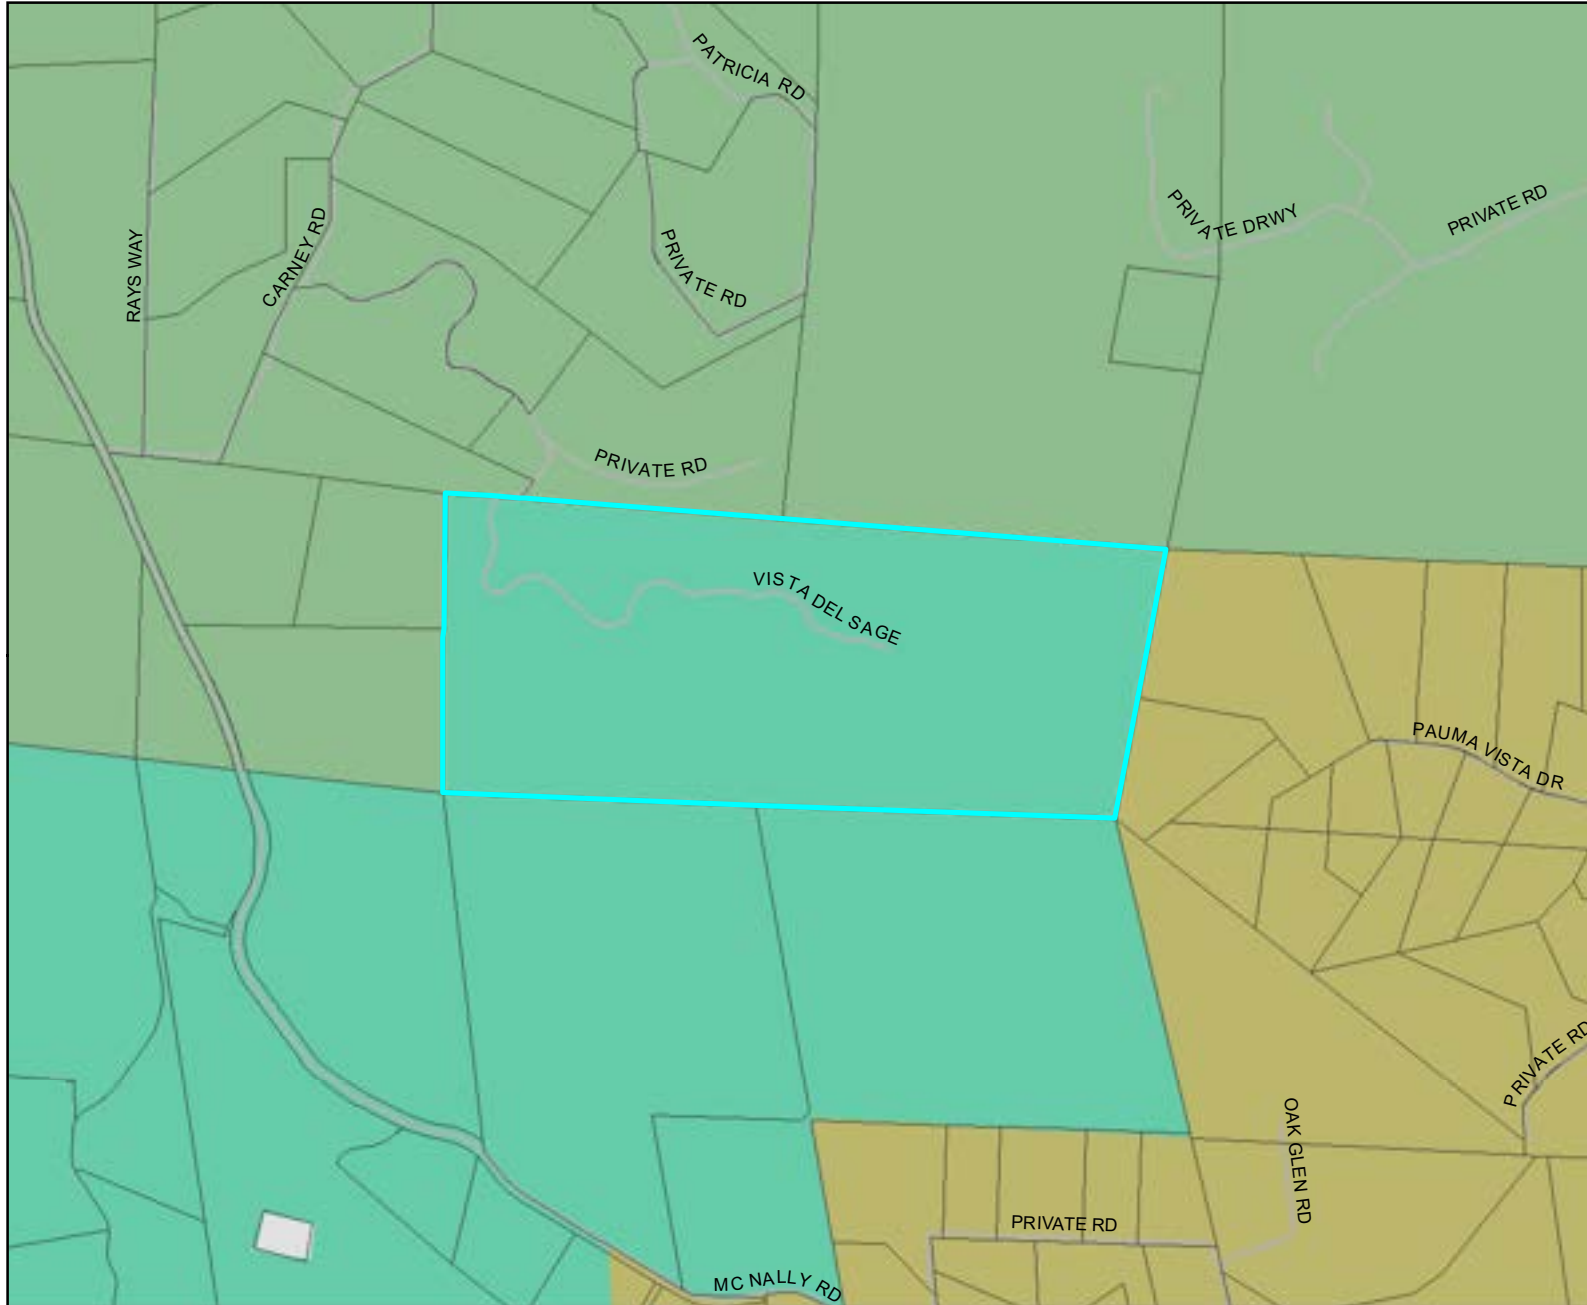 PATRICIA RD
PRIVATE DRWY
PRIVATE RD
RAYS WAY
CARNEY RD
PRIVATE RD
PRIVATE RD
VISTA DEL SAGE
PAUMA VISTA DR
PRIVATE RD
OAK GLEN RD
PRIVATE RD
MC NALLY RD